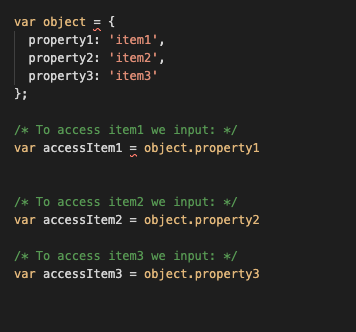 var object = {
  property1: 'item1',
  property2: 'item2',
  property3: 'item3'
};
/* To access item1 we input: */
var accessItem1 = object.property1
/* To access item2 we input: */
var accessItem2 = object.property2
/* To access item3 we input: */
var accessItem3 = object.property3